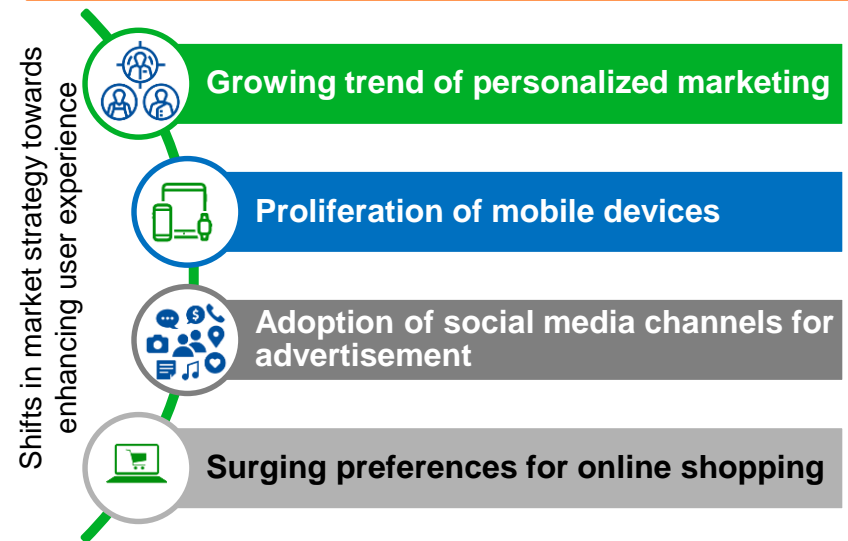 Shifts in market strategy towards
enhancing user experience
Growing trend of personalized marketing
Proliferation of mobile devices
Adoption of social media channels for
advertisement
Surging preferences for online shopping